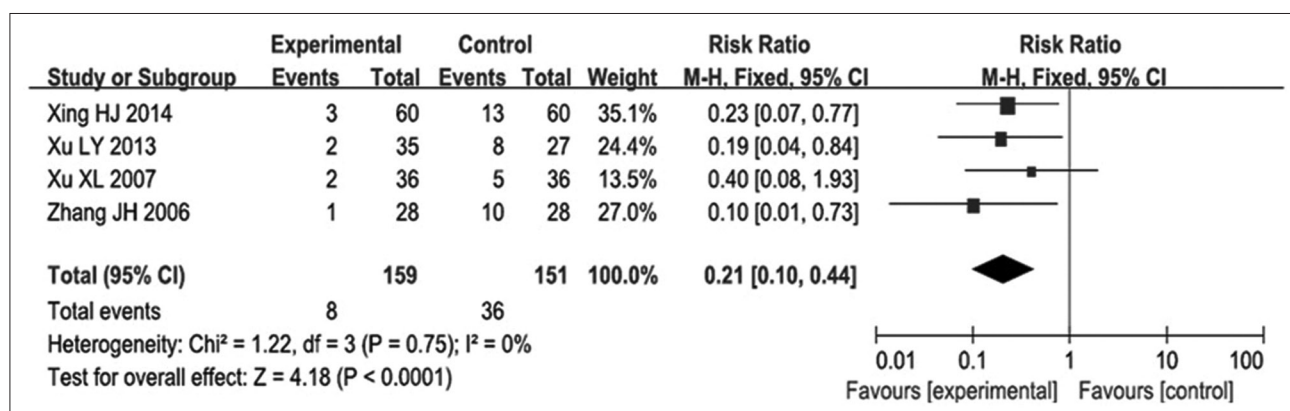 Experimental Control Risk Ratio Risk Ratio
Study or Subgroup Events Total Events Total Weight M-H, Fixed, 95% CI M-H, Fixed, 95% CI
Xing HJ 2014 3 60 13 60 35.1% 0.23 [0.07, 0.77]
Xu LY 2013 2 35 8 27 24.4% 0.19 [0.04, 0.84]
Xu XL 2007 2 36 5 36 13.5% 0.40 [0.08, 1.93]
Zhang JH 2006 1 28 10 28 27.0% 0.10 [0.01, 0.73]
Total (95% CI) 159 151 100.0% 0.21 [0.10, 0.44]
Total events 8 36
Heterogeneity: Chi² = 1.22, df = 3 (P = 0.75); I² = 0%
Test for overall effect: Z = 4.18 (P < 0.0001)
0.01 0.1 1 10 100
Favours [experimental] Favours [control]